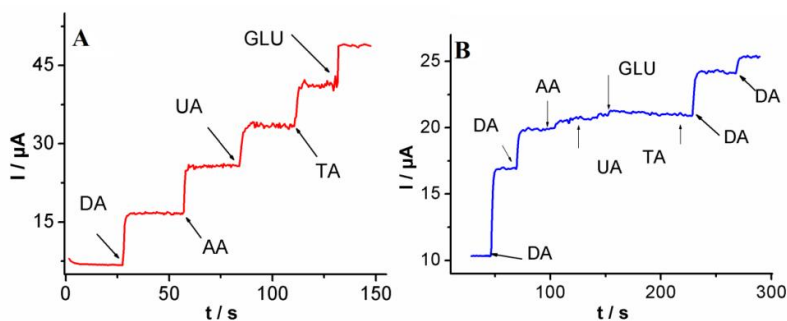 A
I / µA
45
30
15
0
50
100
150
t / s
DA
AA
UA
TA
GLU
B
I / µA
25
20
15
10
100
200
300
t / s
DA
DA
AA
UA
GLU
TA
DA
DA